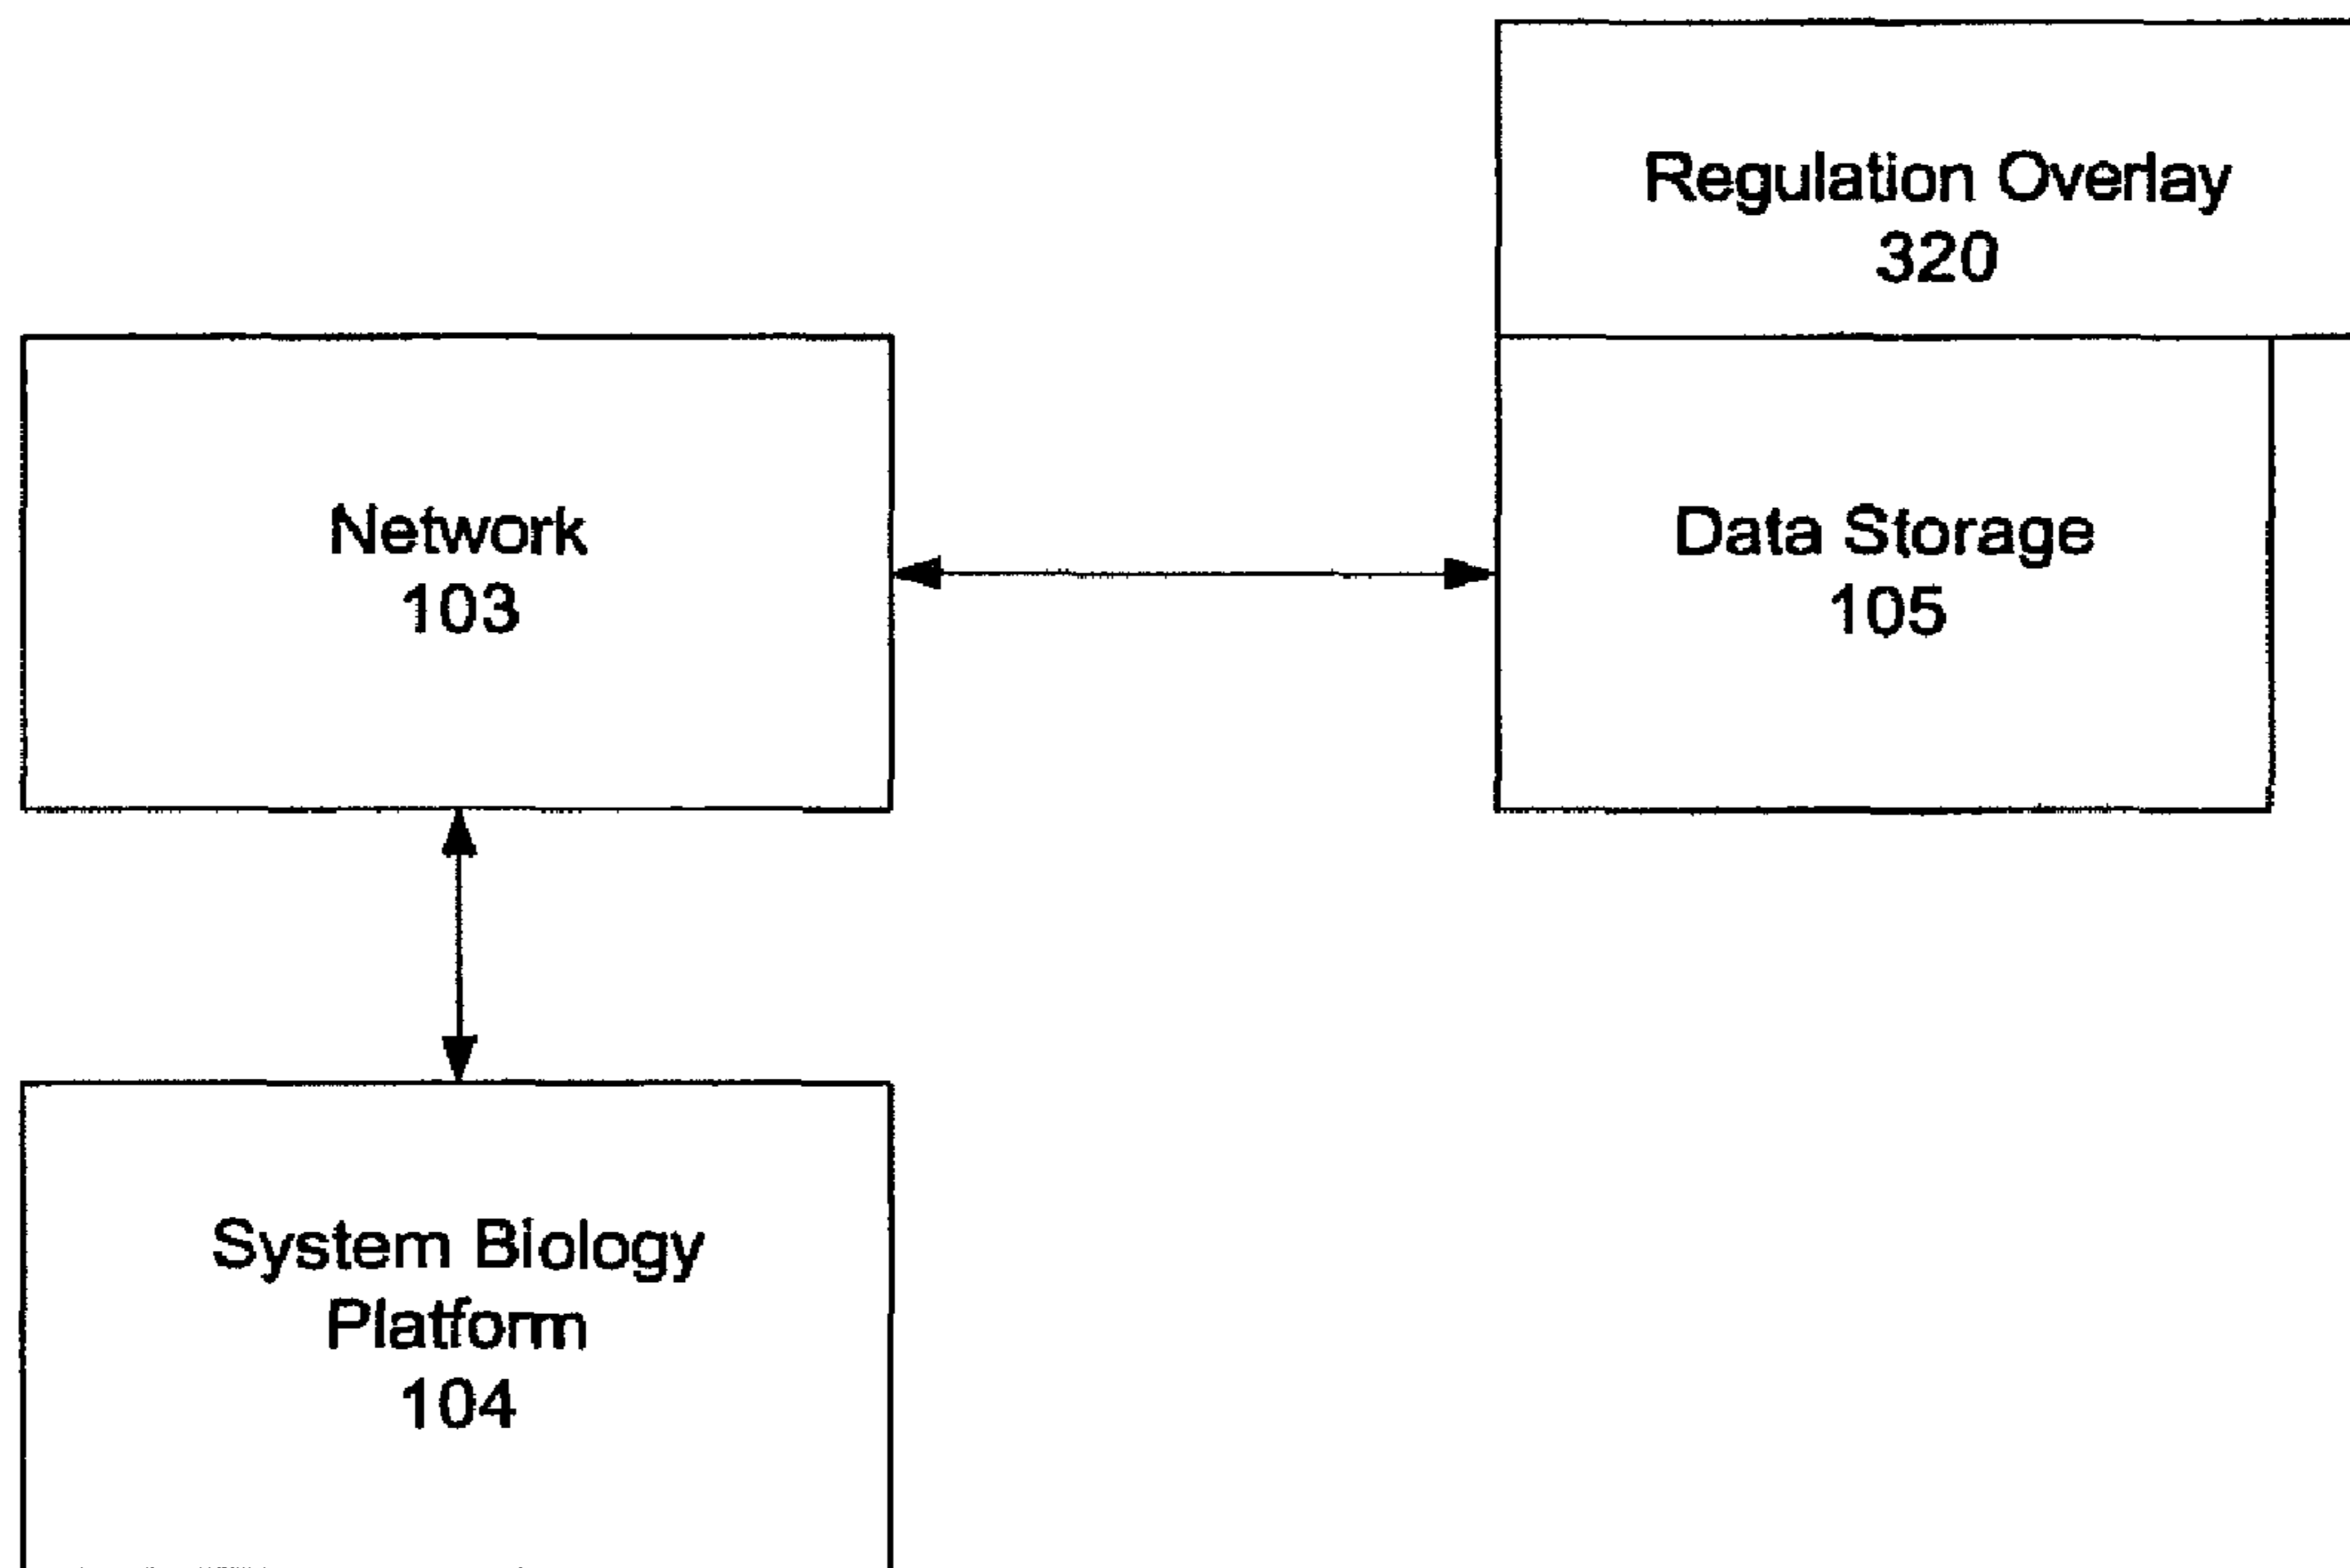 Regulation Overlay
320
Network
103
Data Storage
105
System Biology
Platform
104